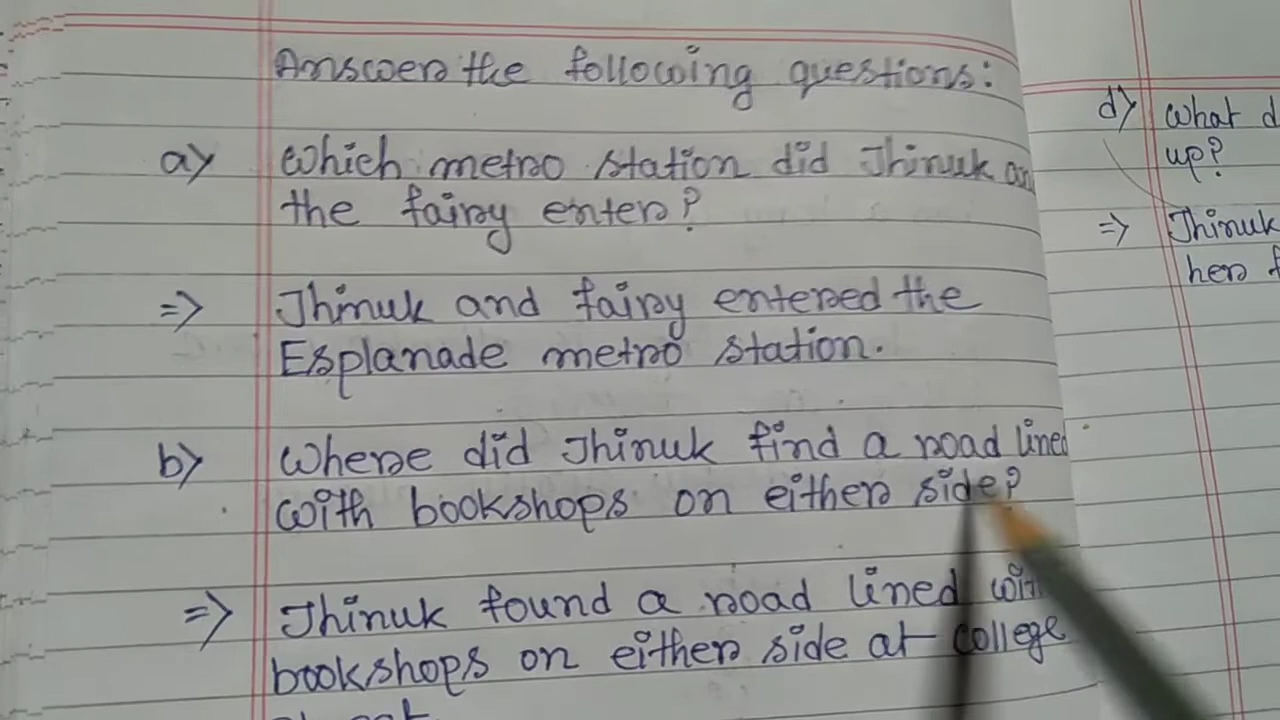 Answer the following questions:
a) Which metro station did Jhinuk an
the fairy enter?
=> Jhinuk and fairy entered the
Esplanade metro station.
b) Where did Jhinuk find a road lined
with bookshops on either side?
=> Jhinuk found a road lined with
bookshops on either side at college
d) what d
up?
=> Jhinuk
her f